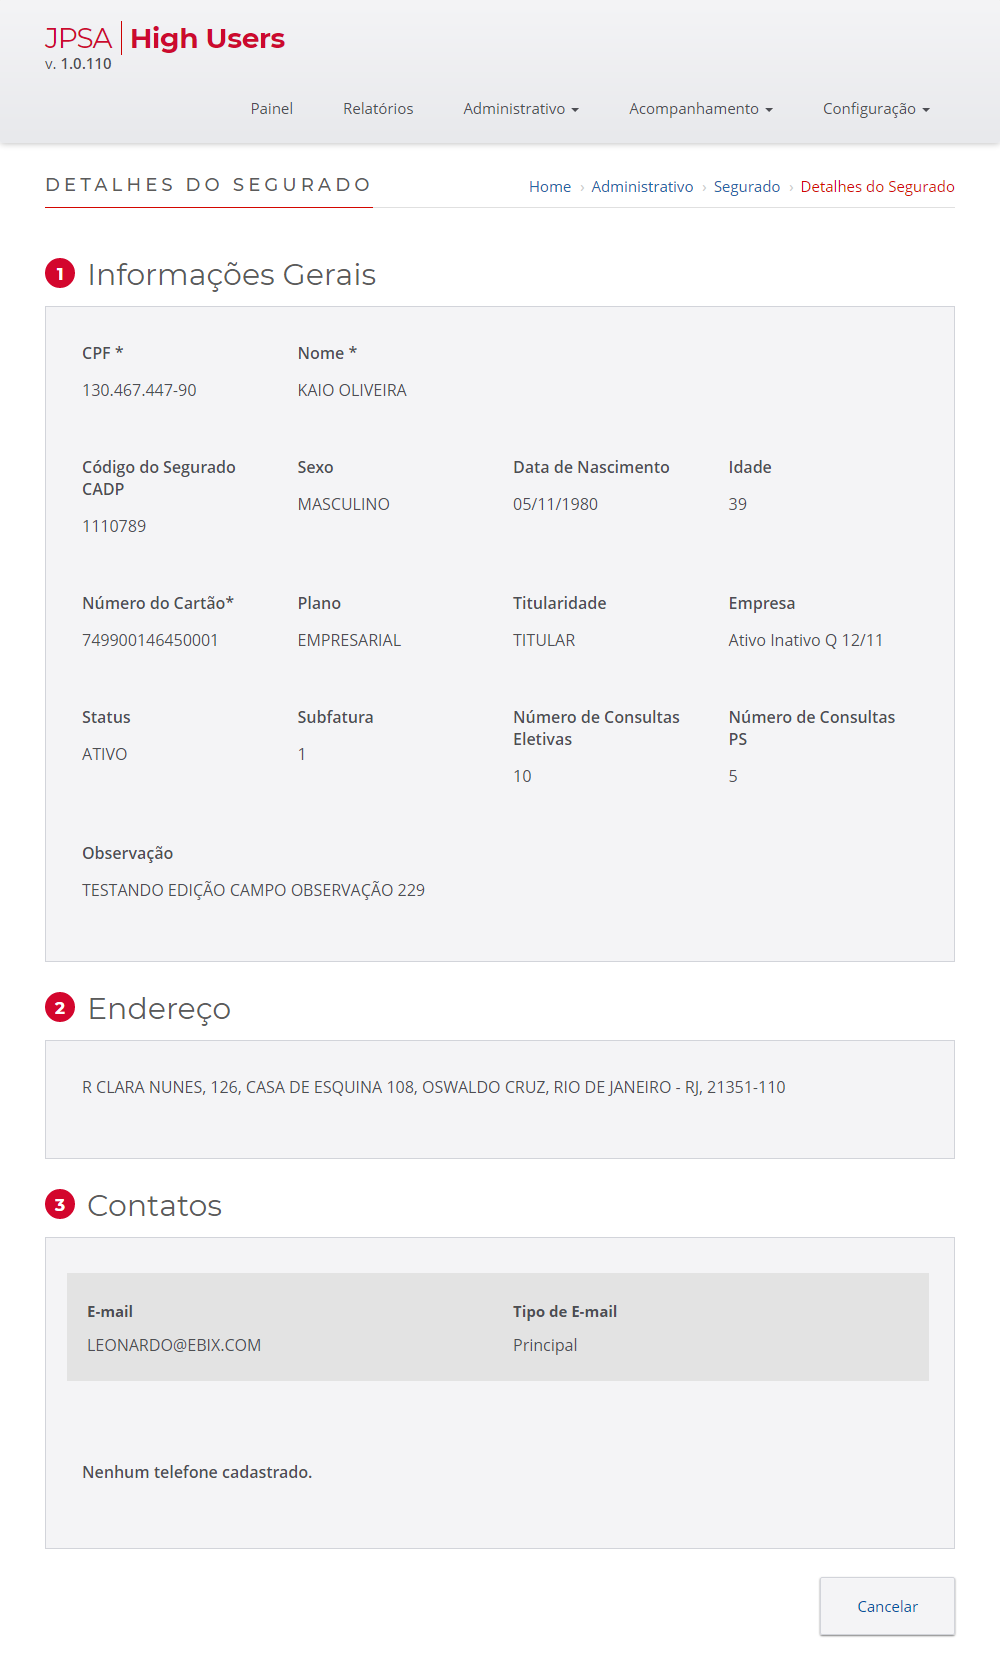 JPSA | High Users
v. 1.0.110
Painel Relatórios Administrativo Acompanhamento Configuração
DETALHES DO SEGURADO
Home › Administrativo › Segurado › Detalhes do Segurado
1 Informações Gerais
CPF * Nome *
130.467.447-90 KAIO OLIVEIRA
Código do Segurado CADP Sexo Data de Nascimento Idade
1110789 MASCULINO 05/11/1980 39
Número do Cartão* Plano Titularidade Empresa
749900146450001 EMPRESARIAL TITULAR Ativo Inativo Q 12/11
Status Subfatura Número de Consultas Eletivas Número de Consultas PS
ATIVO 1 10 5
Observação
TESTANDO EDIÇÃO CAMPO OBSERVAÇÃO 229
2 Endereço
R CLARA NUNES, 126, CASA DE ESQUINA 108, OSWALDO CRUZ, RIO DE JANEIRO - RJ, 21351-110
3 Contatos
E-mail Tipo de E-mail
LEONARDO@EBIX.COM Principal
Nenhum telefone cadastrado.
Cancelar